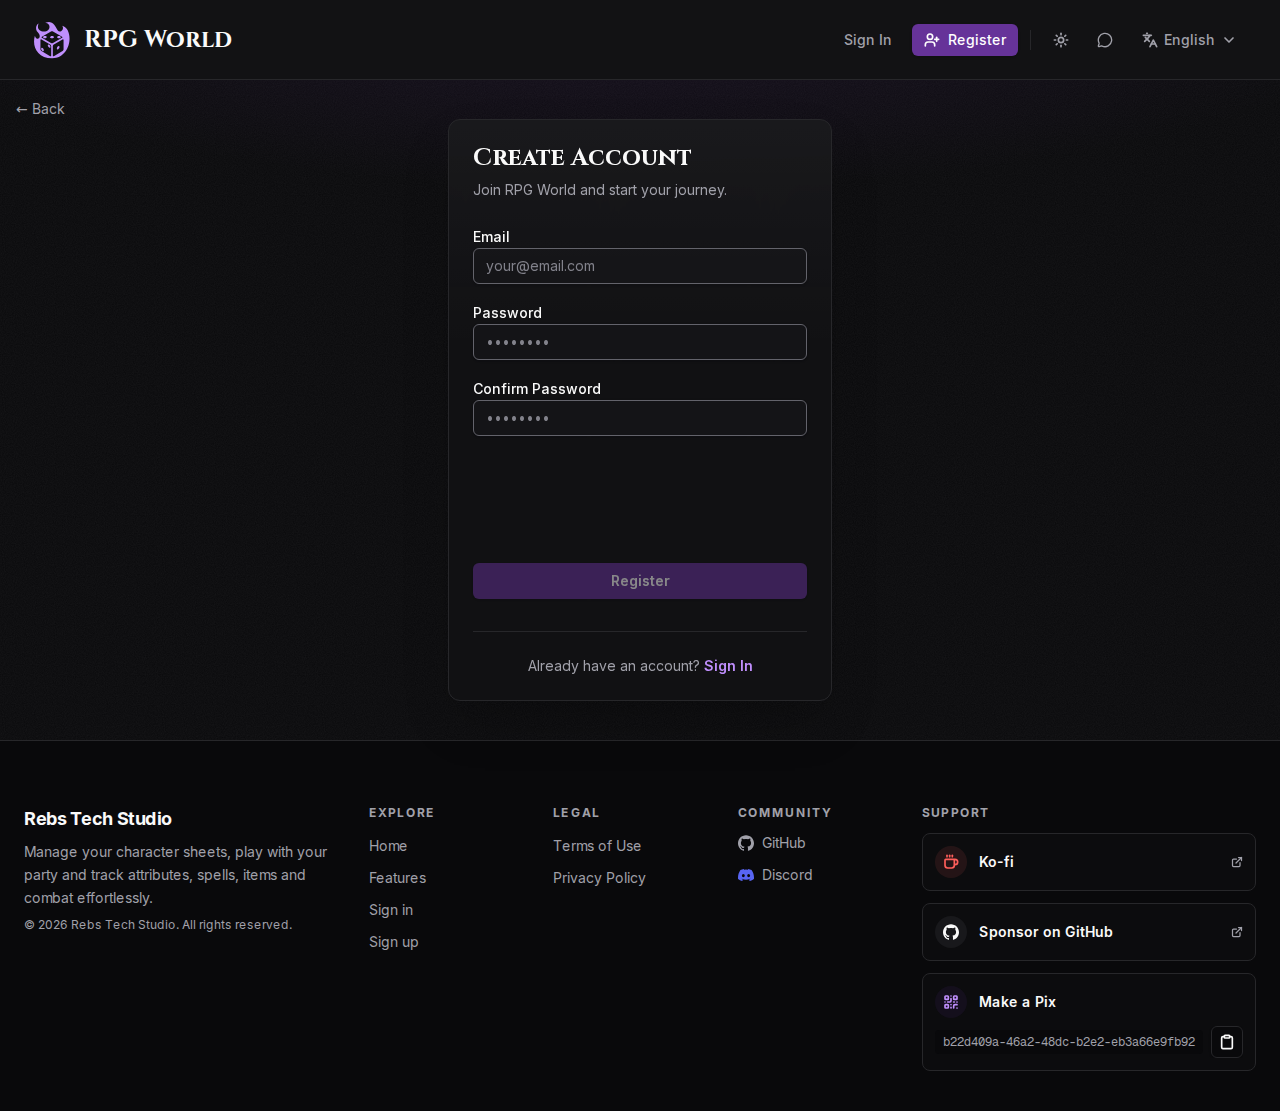 RPG World
Sign In
Register
English
← Back
Create Account
Join RPG World and start your journey.
Email
your@email.com
Password
••••••••
Confirm Password
••••••••
Register
Already have an account? Sign In
Rebs Tech Studio
Manage your character sheets, play with your
party and track attributes, spells, items and
combat effortlessly.
© 2026 Rebs Tech Studio. All rights reserved.
EXPLORE
Home
Features
Sign in
Sign up
LEGAL
Terms of Use
Privacy Policy
COMMUNITY
GitHub
Discord
SUPPORT
Ko-fi
Sponsor on GitHub
Make a Pix
b22d409a-46a2-48dc-b2e2-eb3a66e9fb92